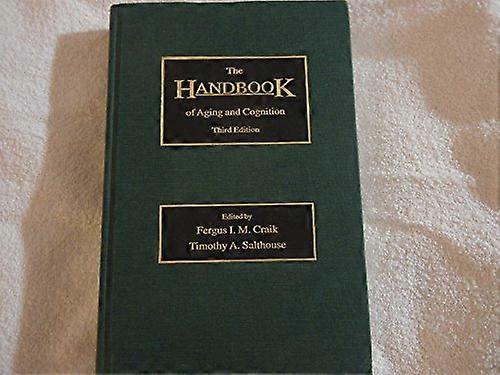 The
HANDBOOK
of Aging and Cognition
Third Edition
Edited by
Fergus I. M. Craik
Timothy A. Salthouse